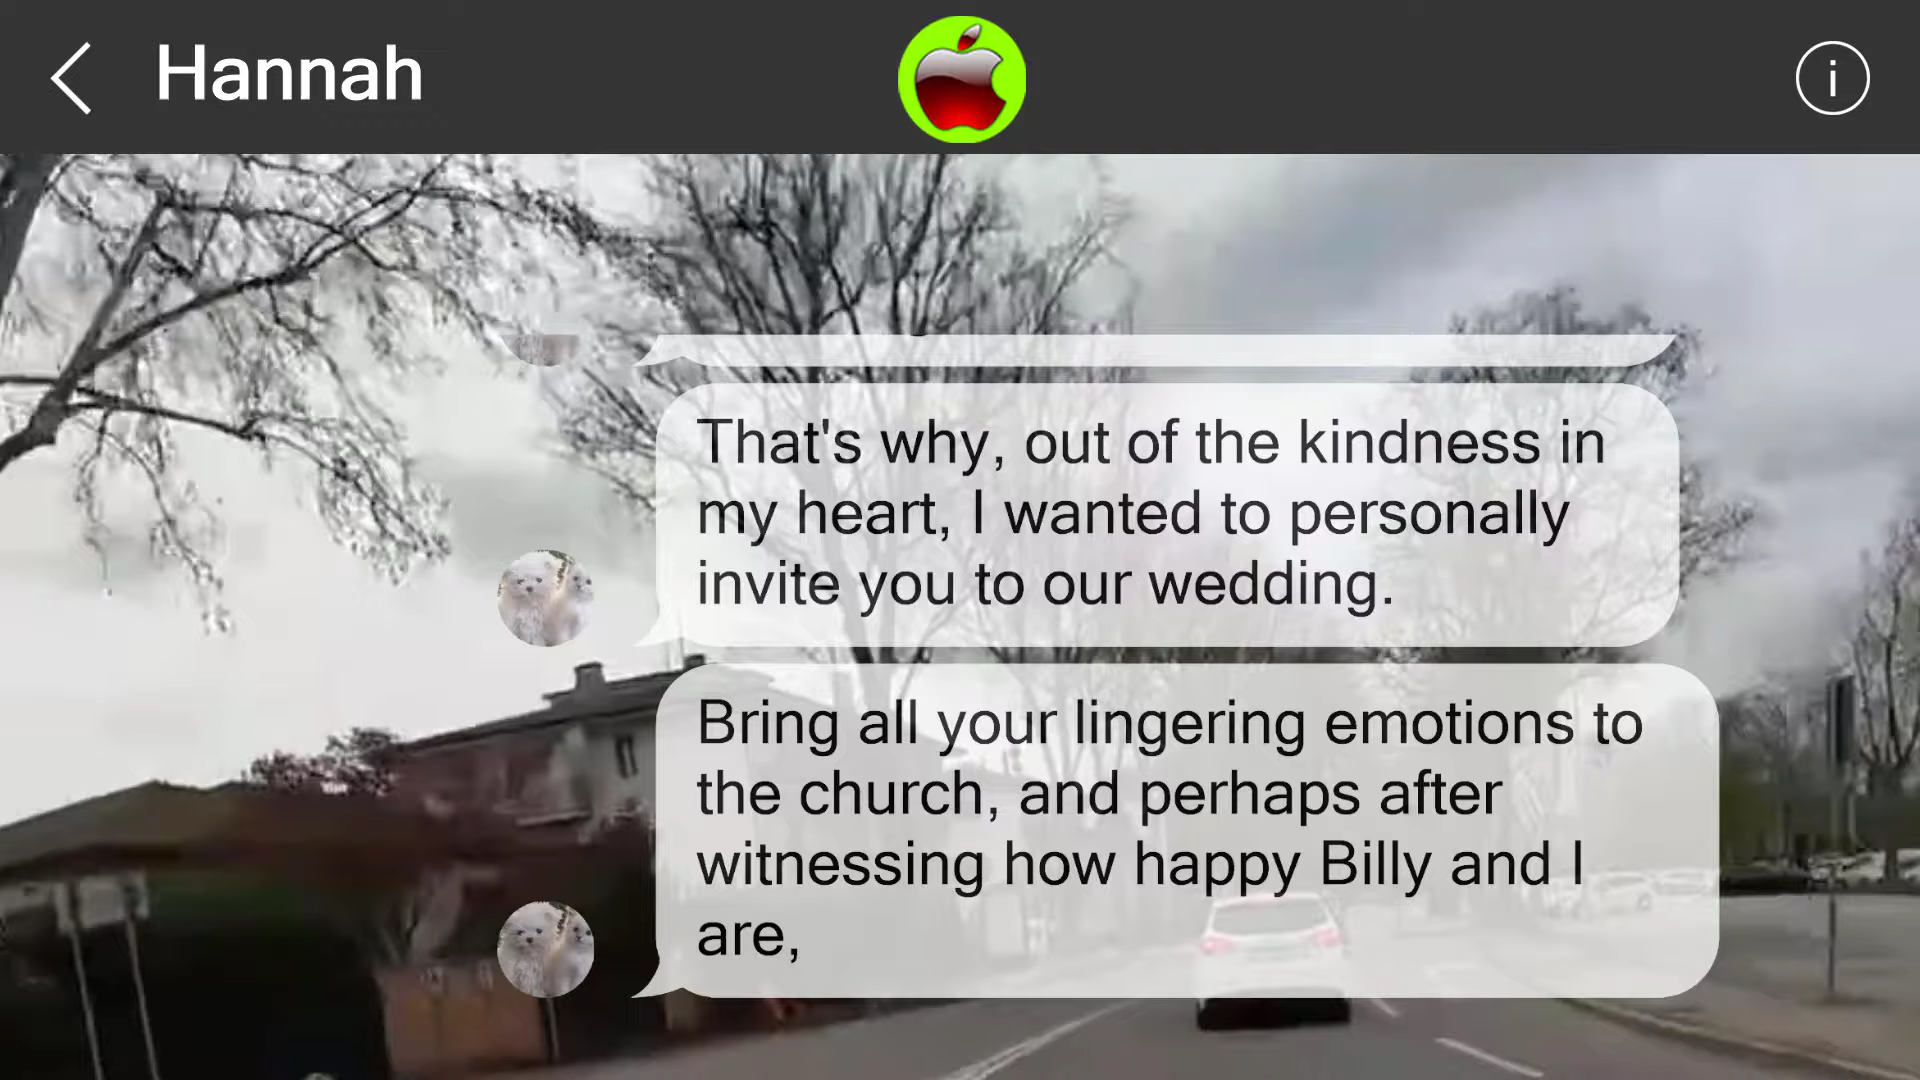 Hannah
That's why, out of the kindness in
my heart, I wanted to personally
invite you to our wedding.
Bring all your lingering emotions to
the church, and perhaps after
witnessing how happy Billy and I
are,